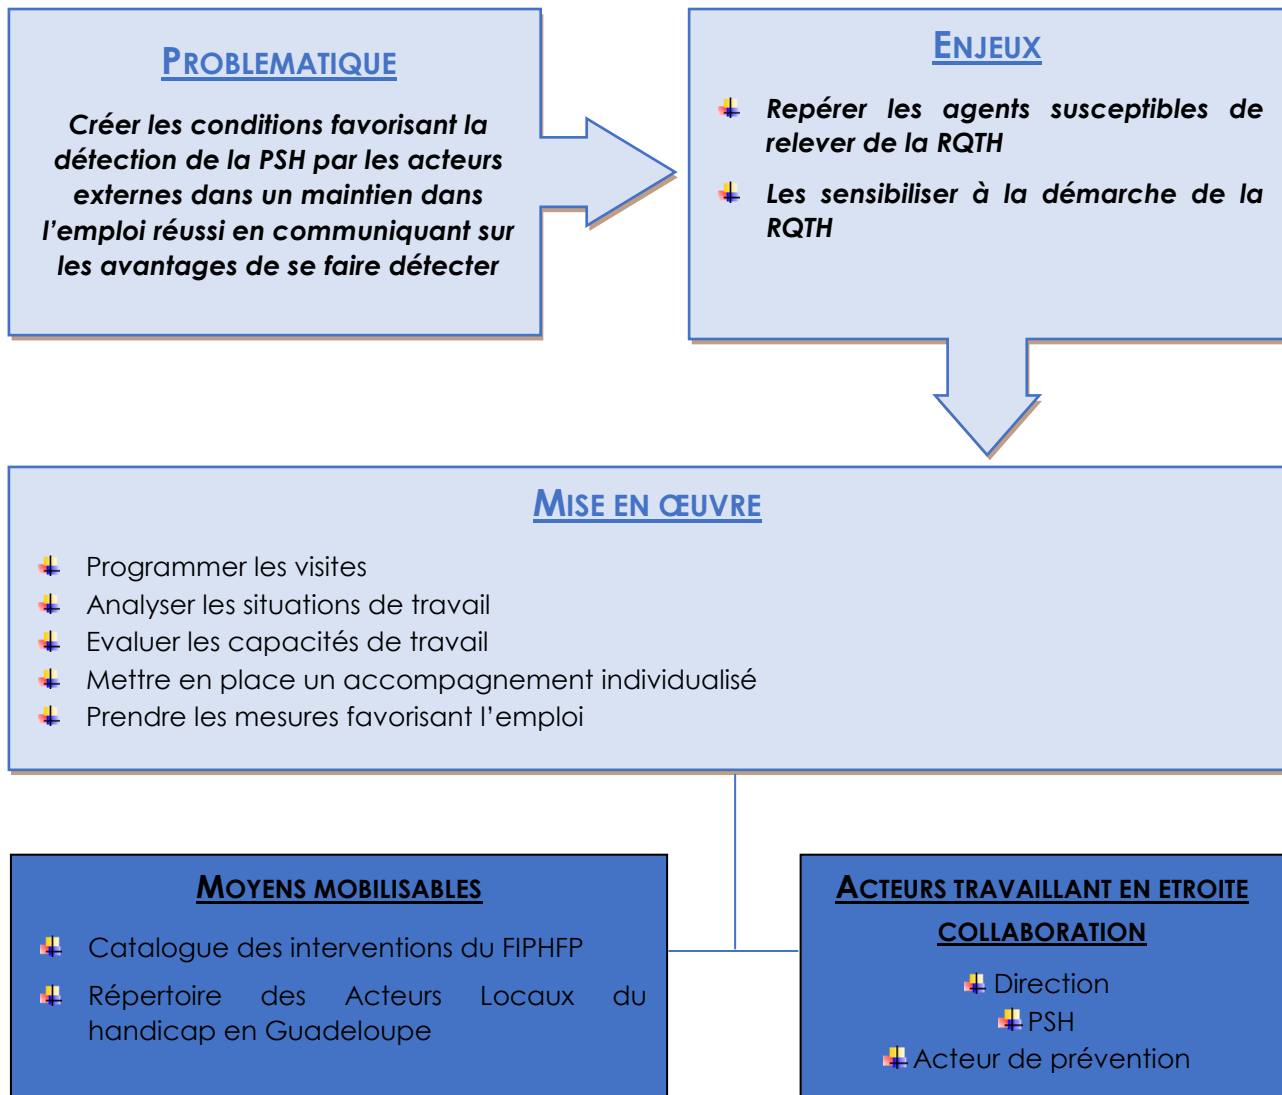 PROBLEMATIQUE
Créer les conditions favorisant la
détection de la PSH par les acteurs
externes dans un maintien dans
l'emploi réussi en communiquant sur
les avantages de se faire détecter
ENJEUX
Repérer les agents susceptibles de
relever de la RQTH
Les sensibiliser à la démarche de la
RQTH
MISE EN ŒUVRE
Programmer les visites
Analyser les situations de travail
Evaluer les capacités de travail
Mettre en place un accompagnement individualisé
Prendre les mesures favorisant l'emploi
MOYENS MOBILISABLES
Catalogue des interventions du FIPHFP
Répertoire des Acteurs Locaux du
handicap en Guadeloupe
ACTEURS TRAVAILLANT EN ETROITE
COLLABORATION
Direction
PSH
Acteur de prévention